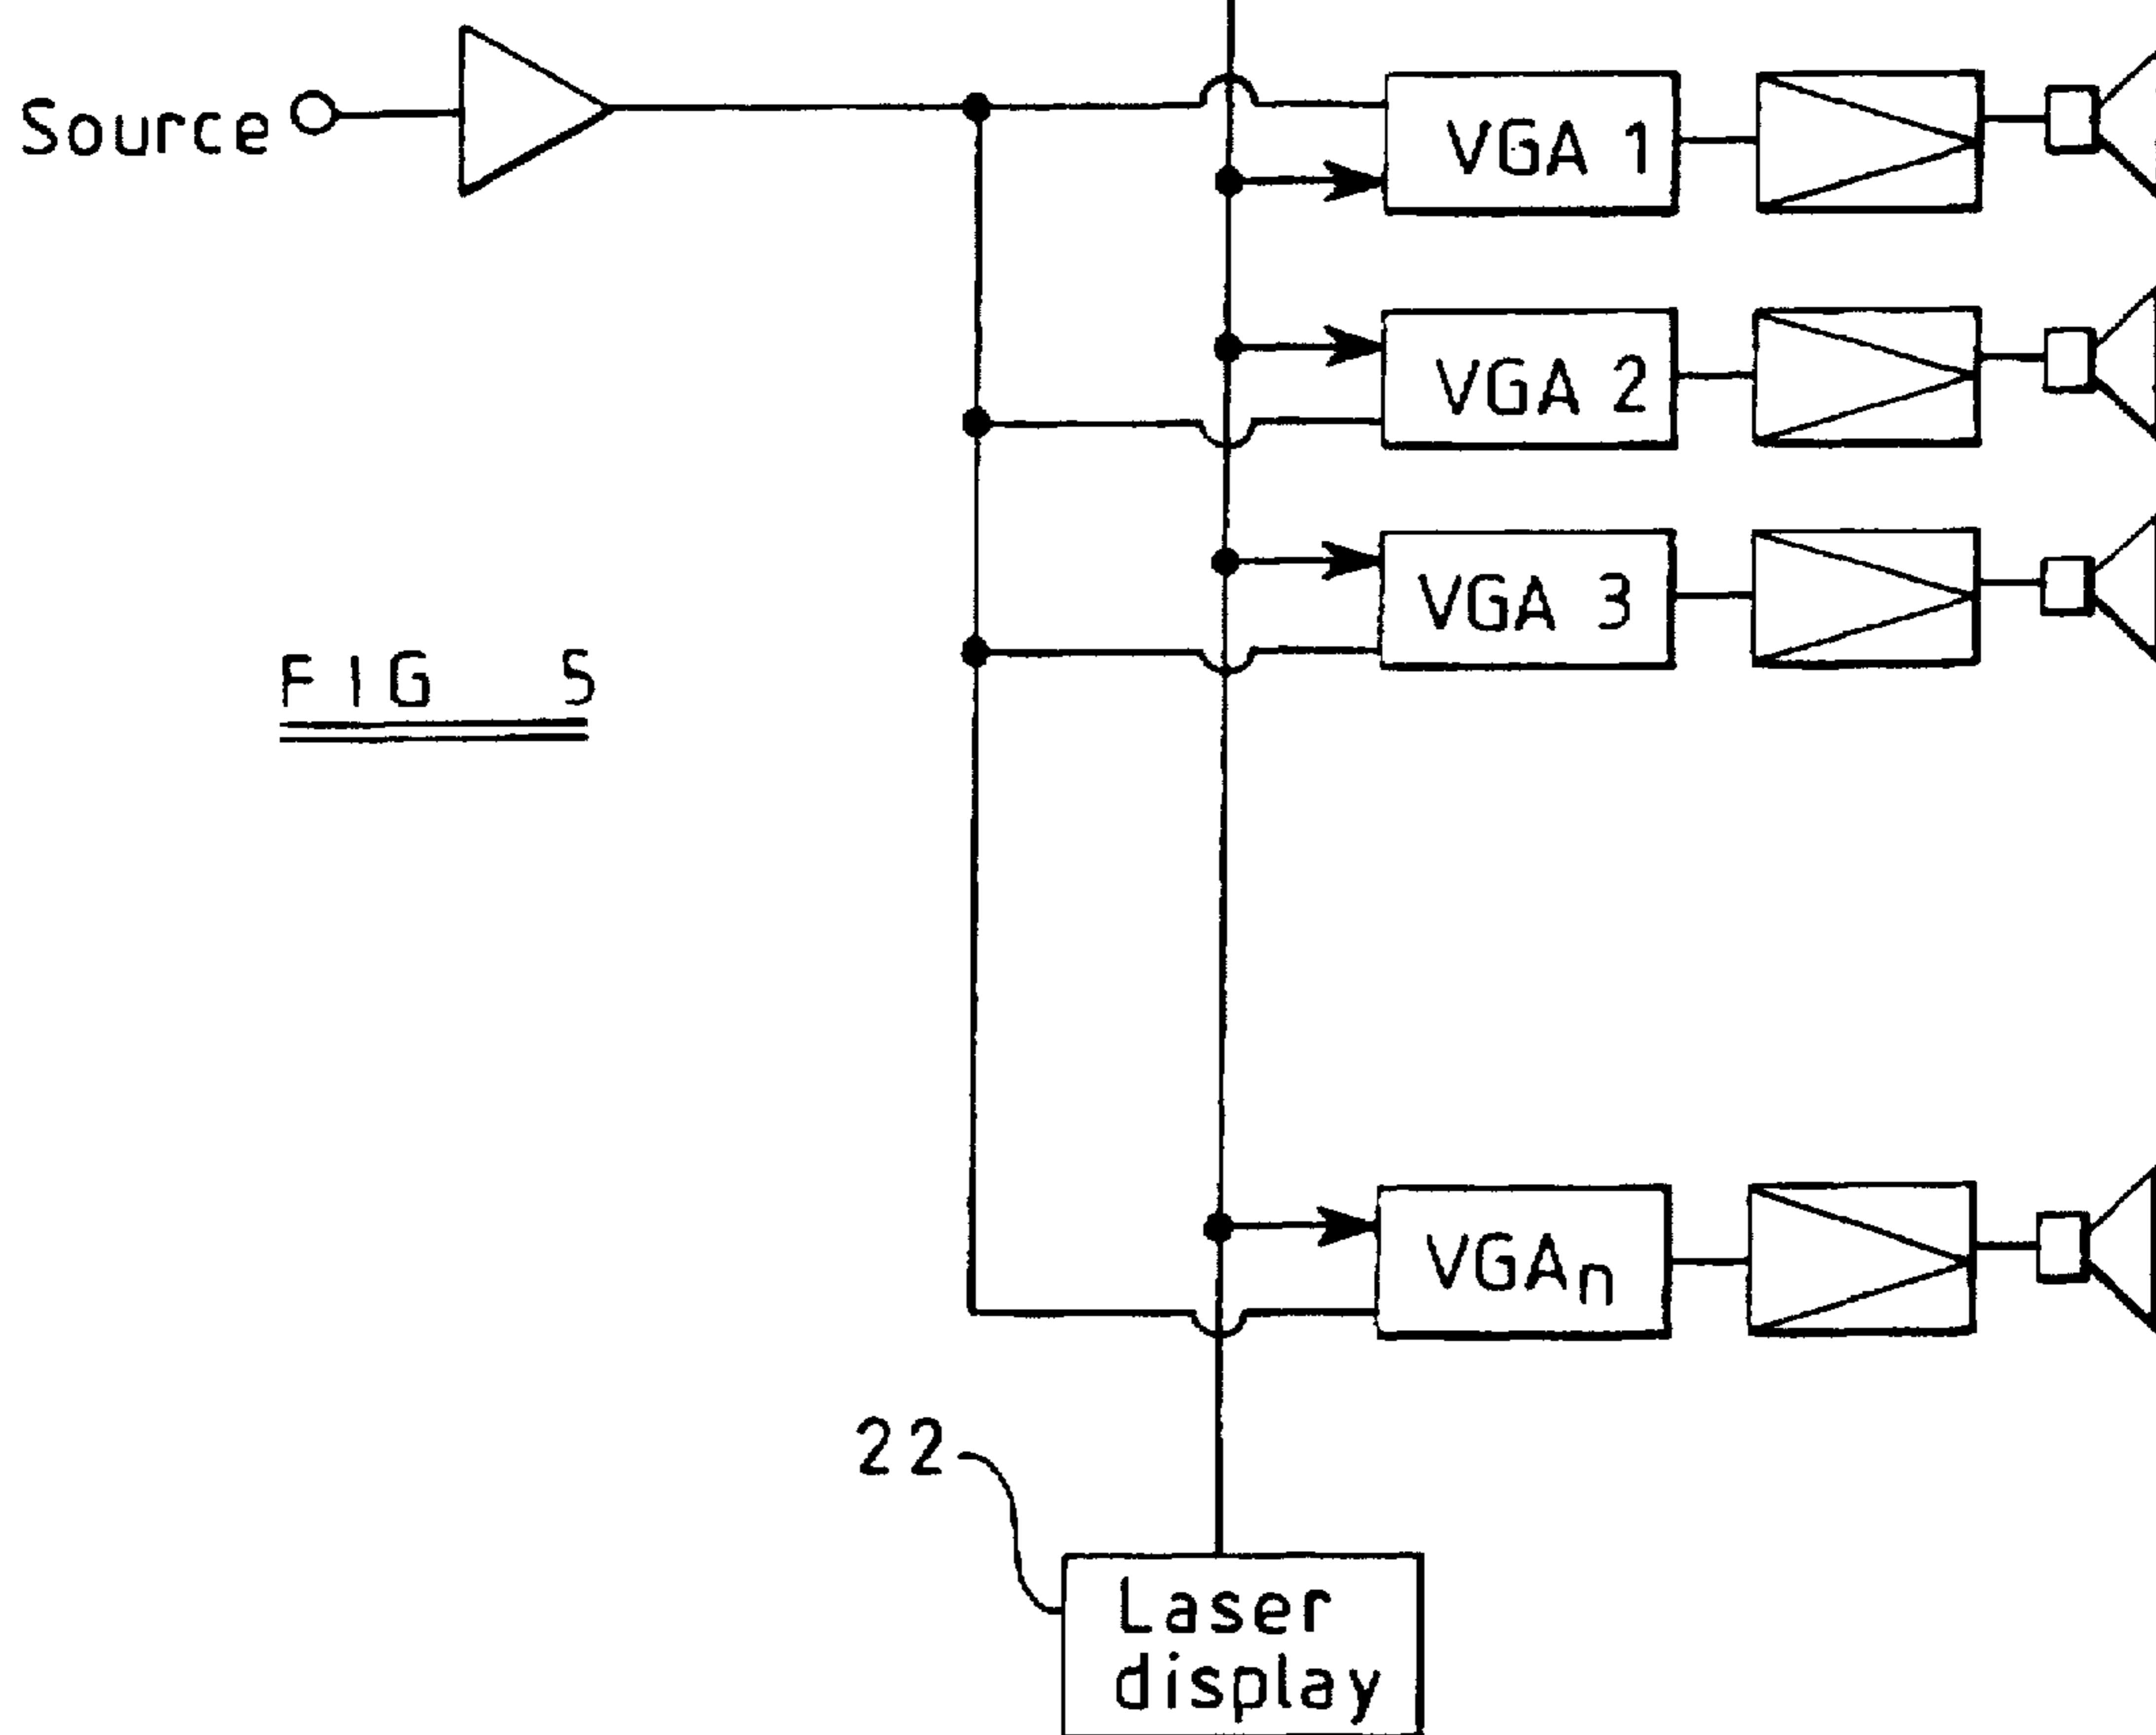 Source
VGA 1
VGA 2
VGA 3
FIG 5
VGAn
22
Laser
display